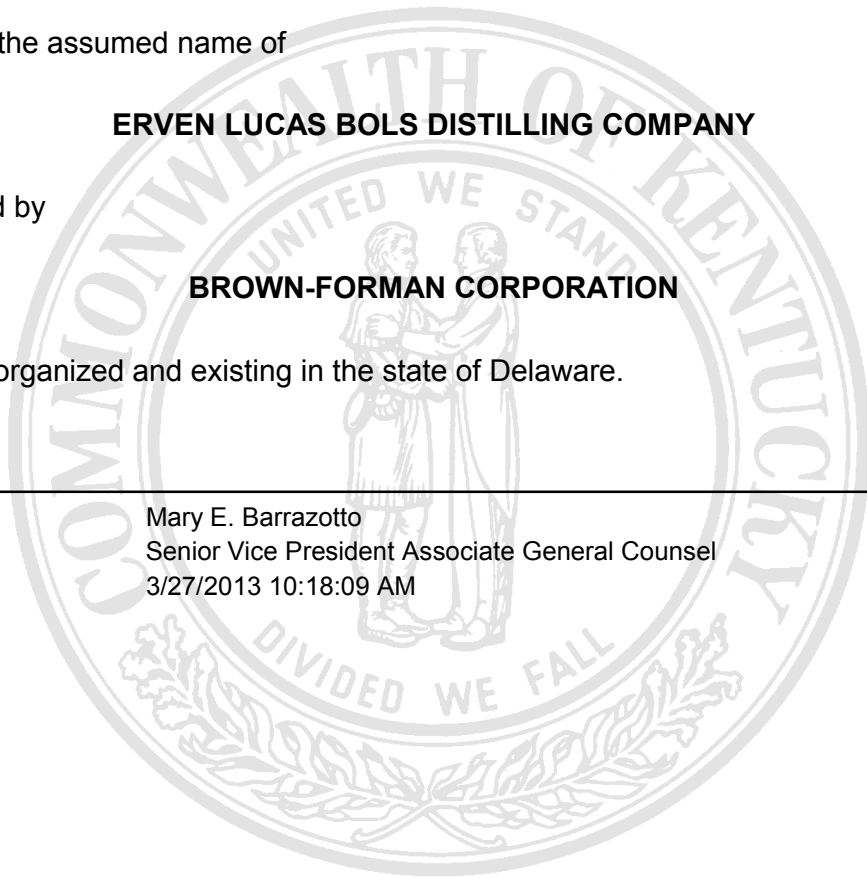 the assumed name of
ERVEN LUCAS BOLS DISTILLING COMPANY
d by
BROWN-FORMAN CORPORATION
organized and existing in the state of Delaware.
Mary E. Barrazotto
Senior Vice President Associate General Counsel
3/27/2013 10:18:09 AM
COMMONWEALTH OF KENTUCKY
UNITED WE STAND
DIVIDED WE FALL